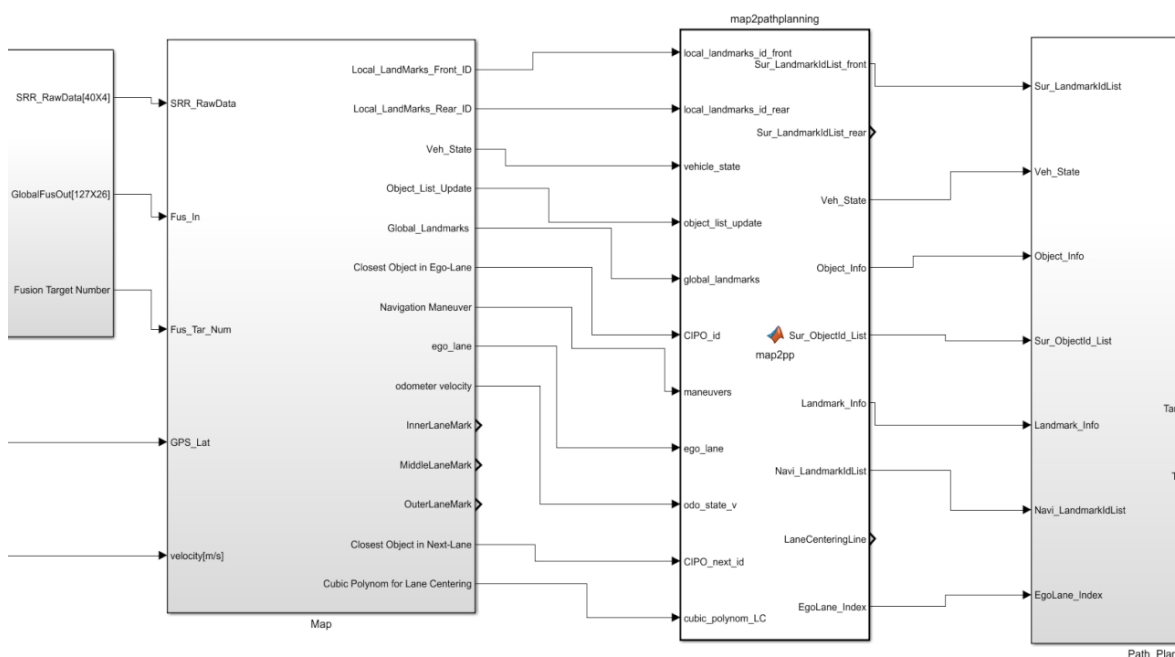 map2pathplanning
SRR_RawData[40X4]
GlobalFusOut[127X26]
Fusion Target Number
SRR_RawData
Fus_In
Fus_Tar_Num
GPS_Lat
velocity[m/s]
Local_LandMarks_Front_ID
Local_LandMarks_Rear_ID
Veh_State
Object_List_Update
Global_Landmarks
Closest Object in Ego-Lane
Navigation Maneuver
ego_lane
odometer velocity
InnerLaneMark
MiddleLaneMark
OuterLaneMark
Closest Object in Next-Lane
Cubic Polynom for Lane Centering
Map
local_landmarks_id_front
local_landmarks_id_rear
vehicle_state
object_list_update
global_landmarks
CIPO_id
maneuvers
ego_lane
odo_state_v
CIPO_next_id
cubic_polynom_LC
map2pp
Sur_LandmarkIdList_front
Sur_LandmarkIdList_rear
Veh_State
Object_Info
Sur_ObjectId_List
Landmark_Info
Navi_LandmarkIdList
LaneCenteringLine
EgoLane_Index
Sur_LandmarkIdList
Veh_State
Object_Info
Sur_ObjectId_List
Landmark_Info
Navi_LandmarkIdList
EgoLane_Index
Path_Plan